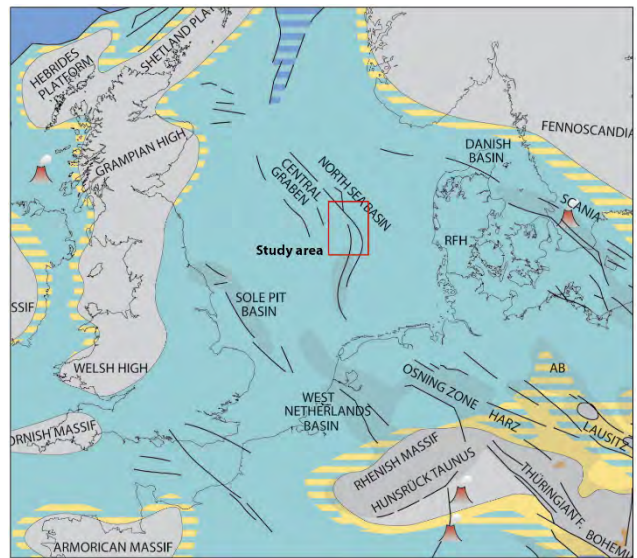 SHETLAND PLAT
HEBRIDES
PLATFORM
FENNOSCANDIA
GRAMPIAN HIGH
DANISH
BASIN
NORTH SEA BASIN
CENTRAL
GRABEN
SCANIA
Study area
RFH
SOLE PIT
BASIN
SSIF
WELSH HIGH
AB
OSNING ZONE
WEST
NETHERLANDS
BASIN
HARZ
LAUSITZ
ORNISH MASSIF
RHENISH MASSIF
HUNSRÜCK TAUNUS
THÜRINGIAN F.
BOHEM
ARMORICAN MASSIF